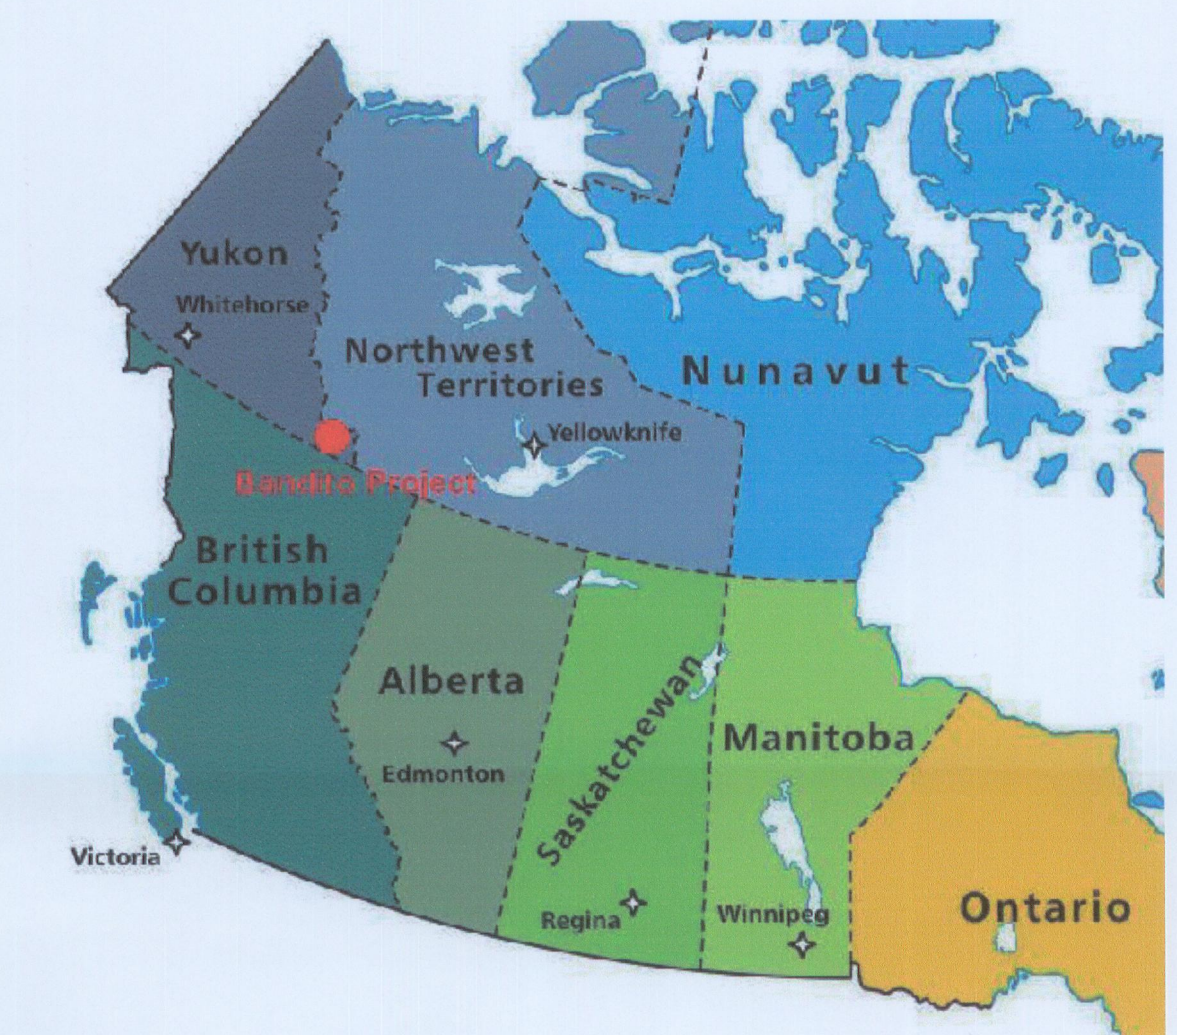 Yukon
Whitehorse
Northwest
Territories
Nunavut
Yellowknife
Bandito Project
British
Columbia
Alberta
Edmonton
Saskatchewan
Manitoba
Victoria
Regina
Winnipeg
Ontario